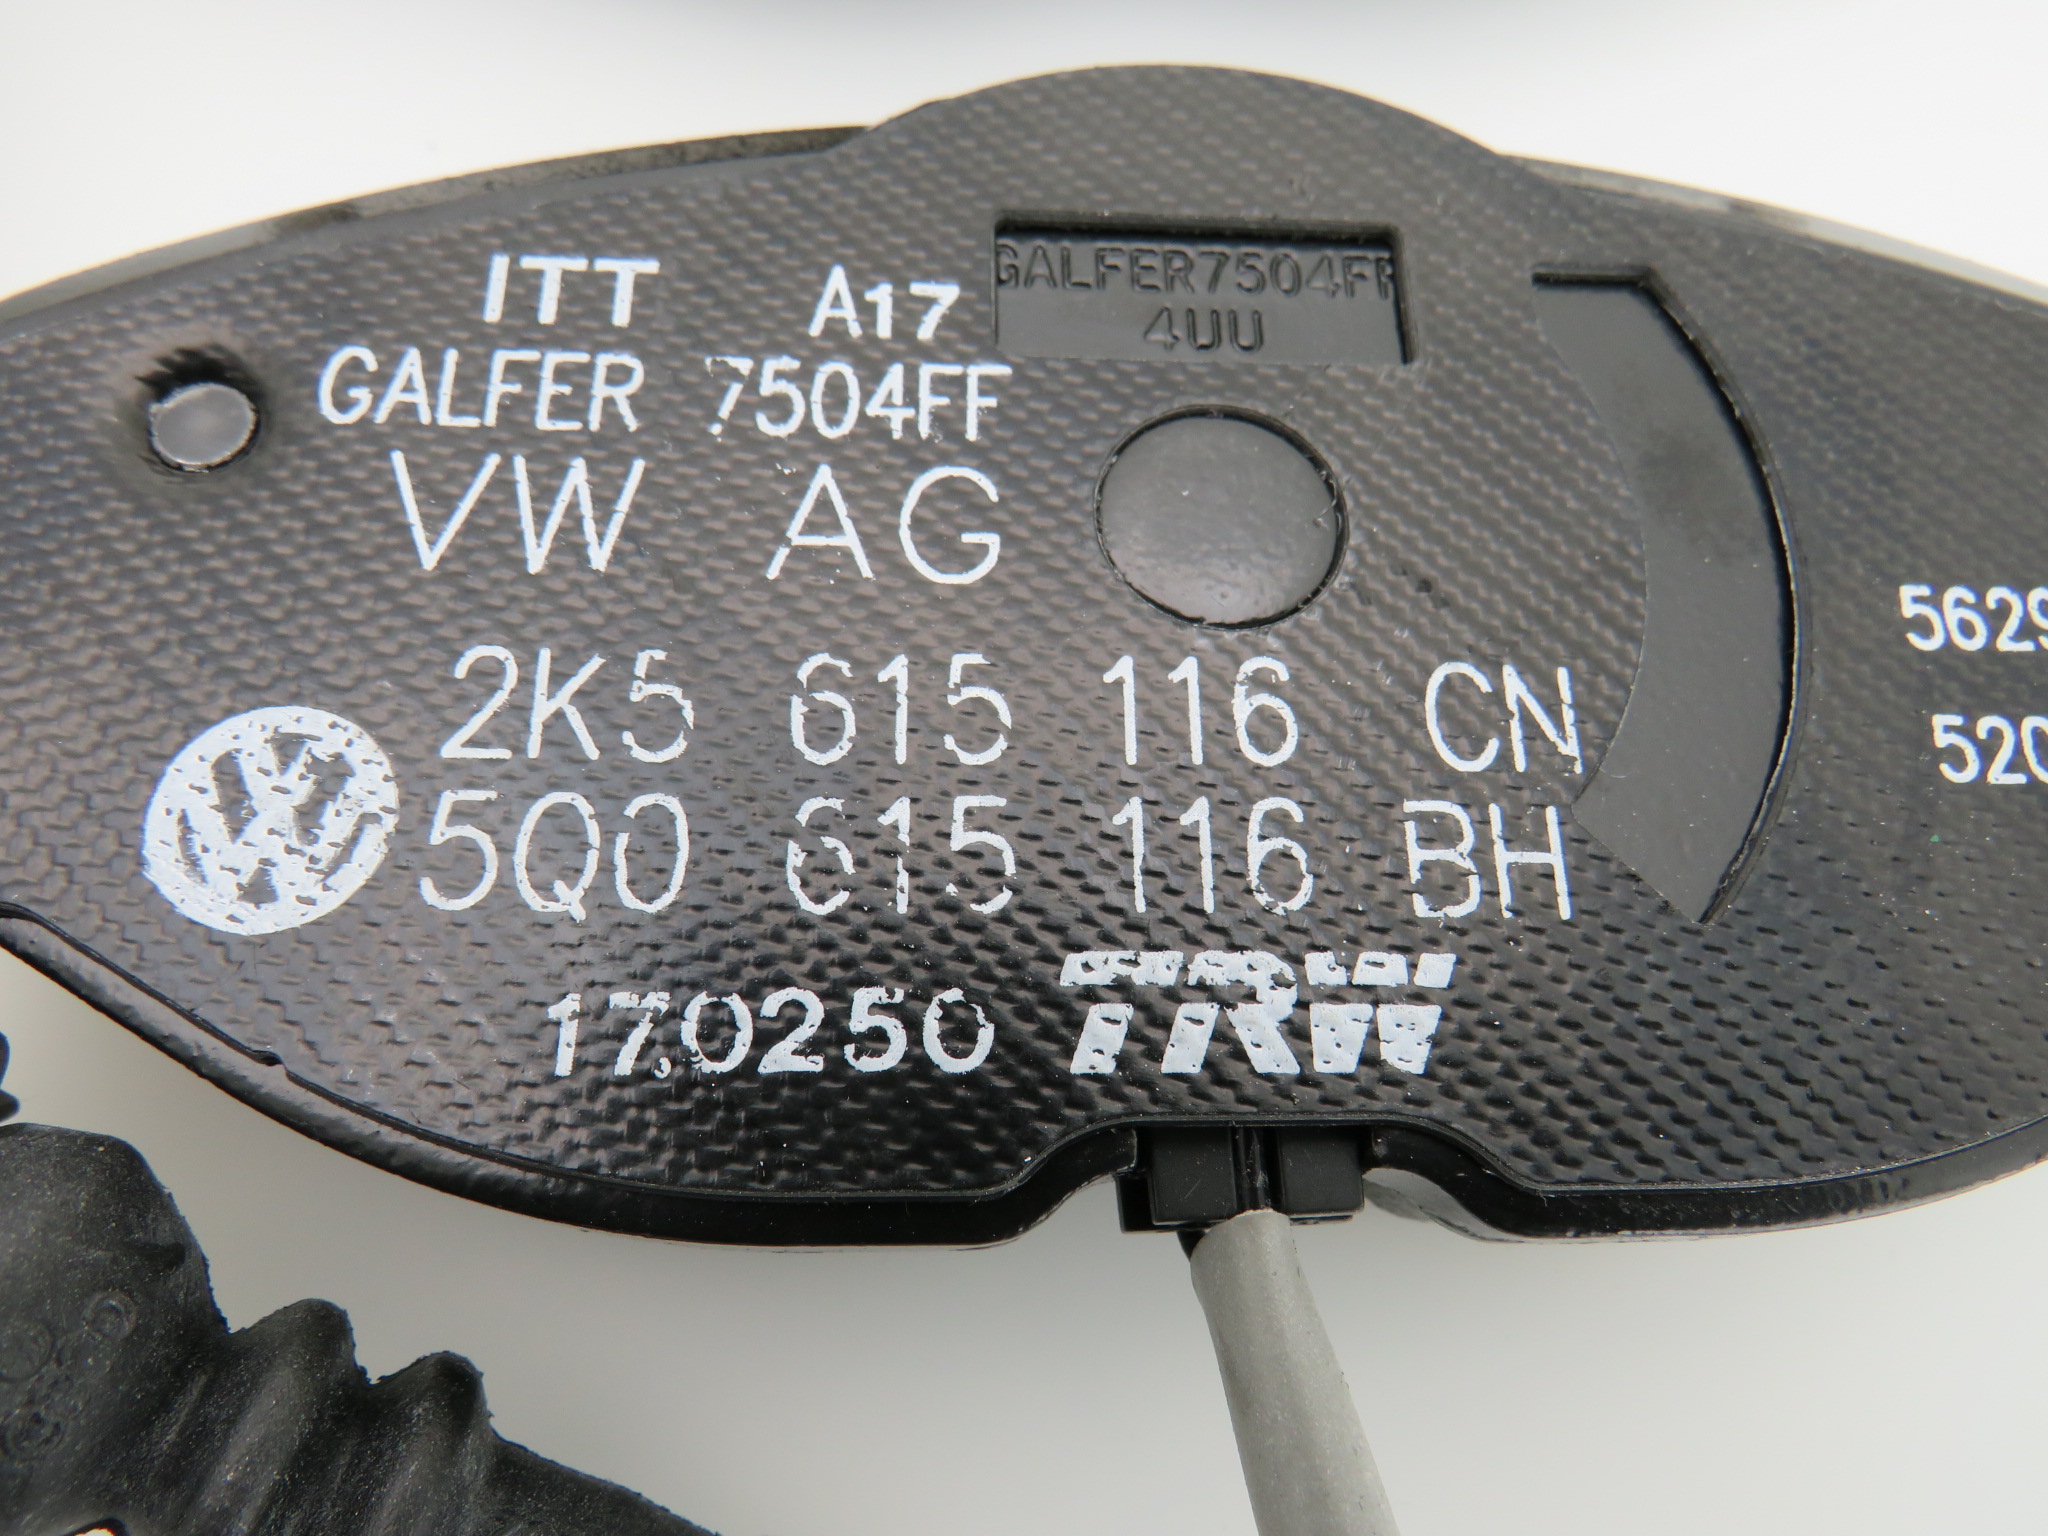 ITT A17
GALFER7504FF
4UU
GALFER 7504FF
VW AG
2K5 615 116 CN
5Q0 615 116 BH
17.0250 TRW